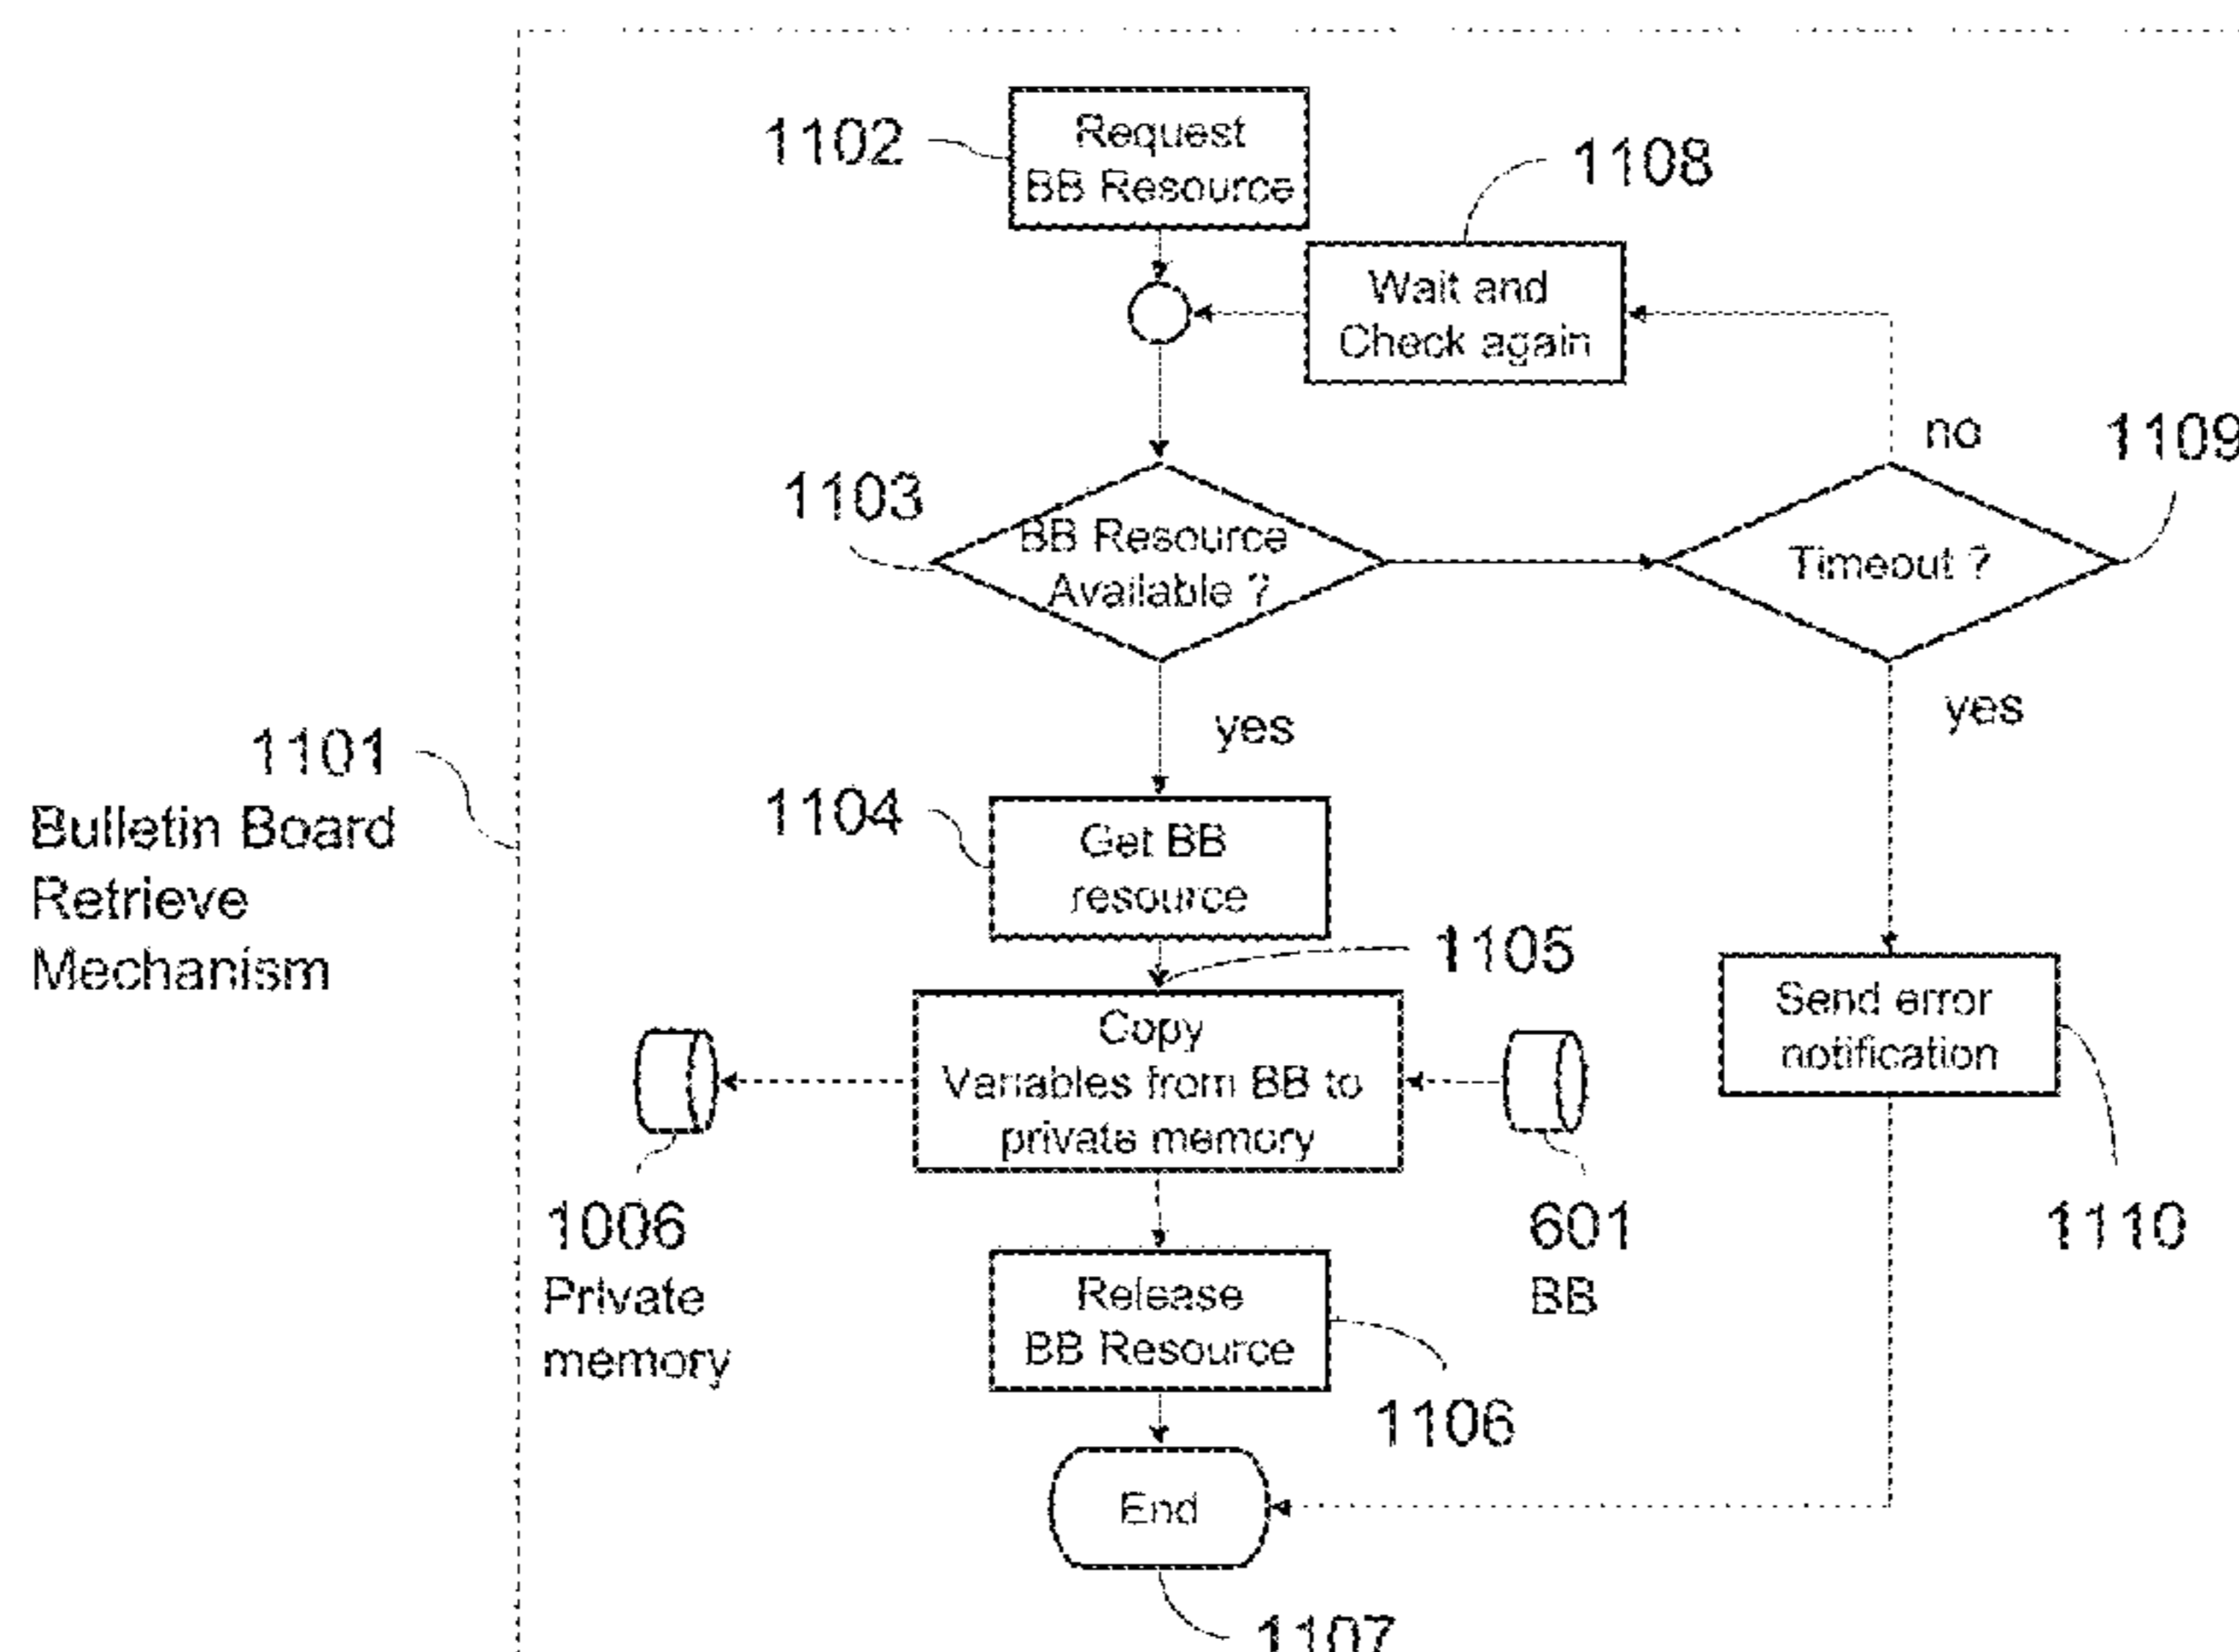 1102
Request
BB Resource
1108
Wait and
Check again
no
1109
1103
BB Resource
Available ?
Timeout ?
yes
yes
1101
Bulletin Board
Retrieve
Mechanism
1104
Get BB
resource
1105
Copy
Variables from BB to
private memory
Send error
notification
1006
Private
memory
601
BB
1110
Release
BB Resource
1106
End
1107